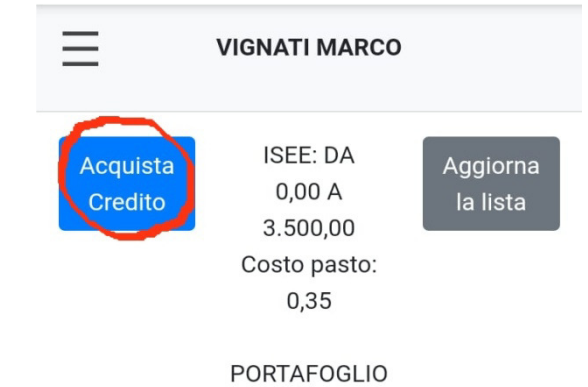 VIGNATI MARCO
Acquista
Credito
ISEE: DA
0,00 A
3.500,00
Costo pasto:
0,35
Aggiorna
la lista
PORTAFOGLIO